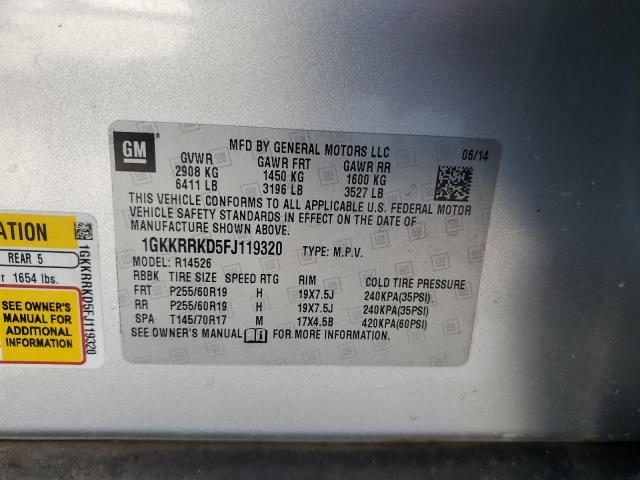 GM
MFD BY GENERAL MOTORS LLC 06/14
GVWR GAWR FRT GAWR RR
2908 KG 1450 KG 1600 KG
6411 LB 3196 LB 3527 LB
THIS VEHICLE CONFORMS TO ALL APPLICABLE U.S. FEDERAL MOTOR
VEHICLE SAFETY STANDARDS IN EFFECT ON THE DATE OF
MANUFACTURE SHOWN ABOVE.
1GKKRRKD5FJ119320 TYPE: M.P.V.
MODEL: R14526
RBBK TIRE SIZE SPEED RTG RIM COLD TIRE PRESSURE
FRT P255/60R19 H 19X7.5J 240KPA(35PSI)
RR P255/60R19 H 19X7.5J 240KPA(35PSI)
SPA T145/70R17 M 17X4.5B 420KPA(60PSI)
SEE OWNER'S MANUAL FOR MORE INFORMATION.
ATION
REAR 5
r 1654 lbs.
SEE OWNER'S
MANUAL FOR
ADDITIONAL
INFORMATION
1GKKRRKD5FJ119320